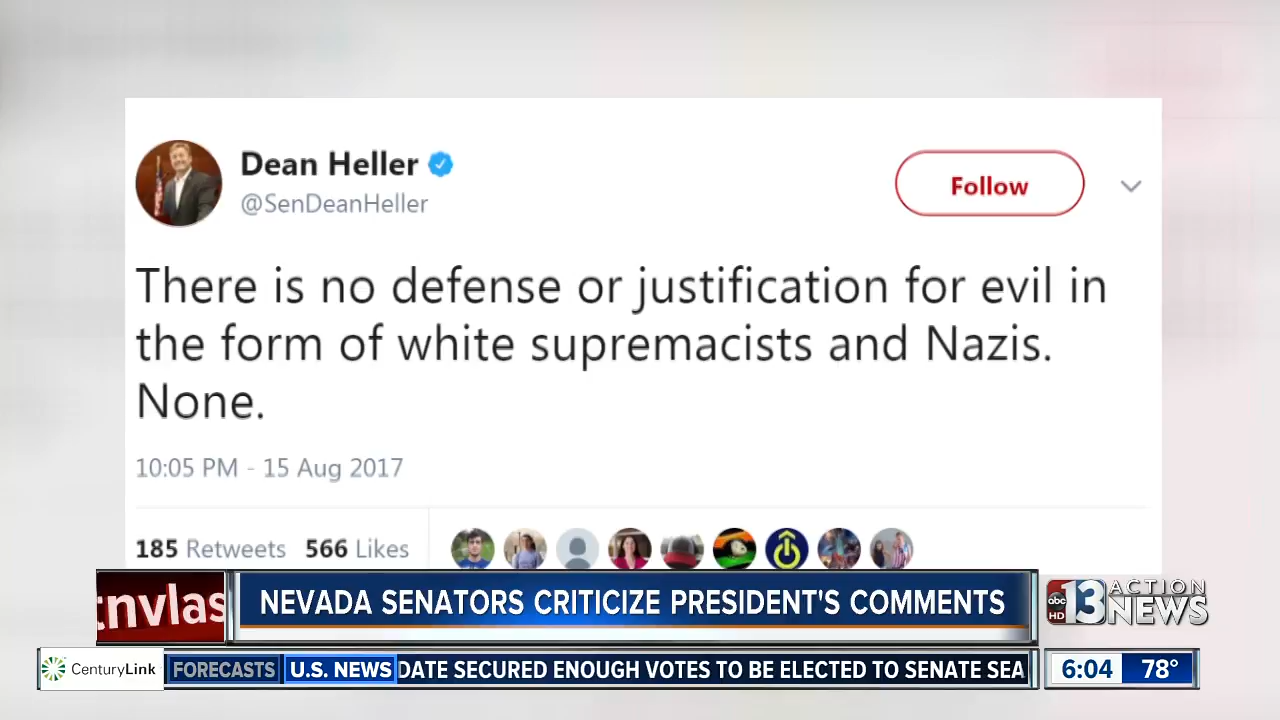 Dean Heller
@SenDeanHeller
Follow
There is no defense or justification for evil in
the form of white supremacists and Nazis.
None.
10:05 PM - 15 Aug 2017
185 Retweets 566 Likes
tnvlas
NEVADA SENATORS CRITICIZE PRESIDENT'S COMMENTS
abc
HD
13
ACTION
NEWS
CenturyLink
FORECASTS
U.S. NEWS
DATE SECURED ENOUGH VOTES TO BE ELECTED TO SENATE SEA
6:04
78°